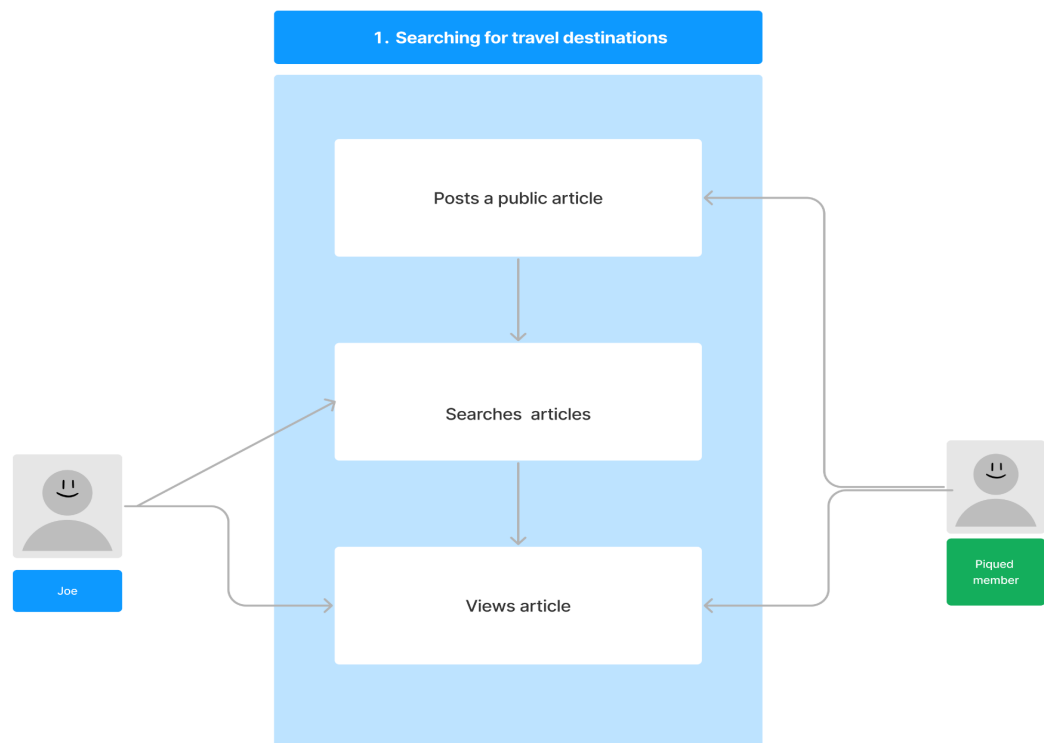 1. Searching for travel destinations
Posts a public article
Searches articles
Joe
Piqued
member
Views article